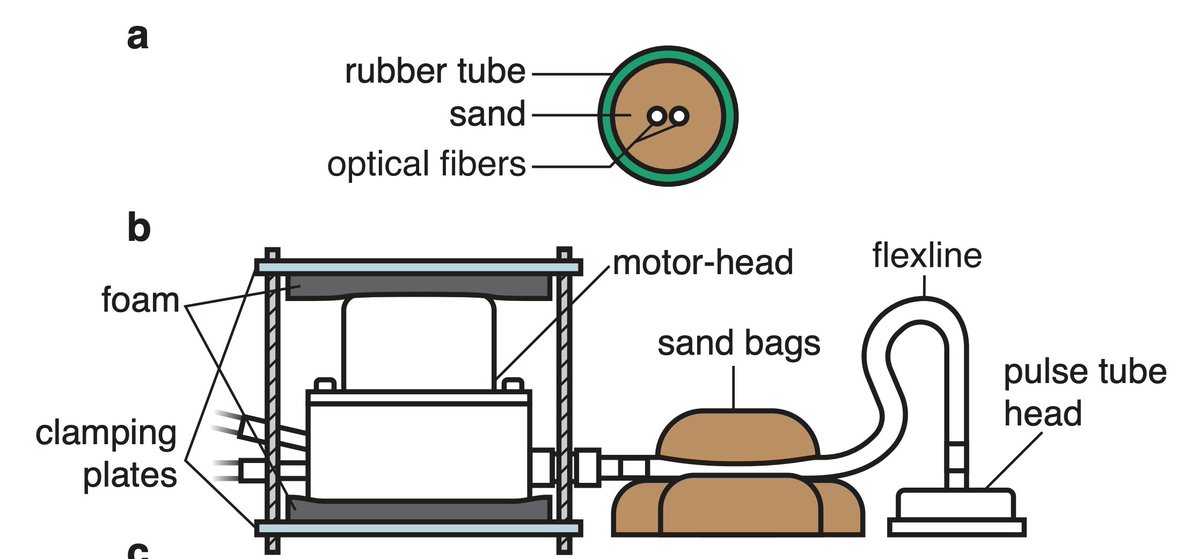 a
rubber tube
sand
optical fibers
b
motor-head
flexline
foam
sand bags
pulse tube
head
clamping
plates
c